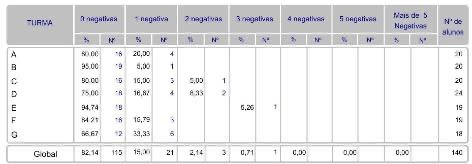 TURMA 0 negativas 1 negativa 2 negativas 3 negativas 4 negativas 5 negativas Mais de 5 Negativas Nº de alunos
% Nº % Nº % Nº % Nº % Nº % Nº % Nº
A 80,00 16 20,00 4 20
B 95,00 19 5,00 1 20
C 80,00 16 15,00 3 5,00 1 20
D 75,00 18 16,67 4 8,33 2 24
E 94,74 18 5,26 1 19
F 84,21 16 15,79 3 19
G 66,67 12 33,33 6 18
Global 82,14 115 15,00 21 2,14 3 0,71 1 0,00 0,00 0,00 140